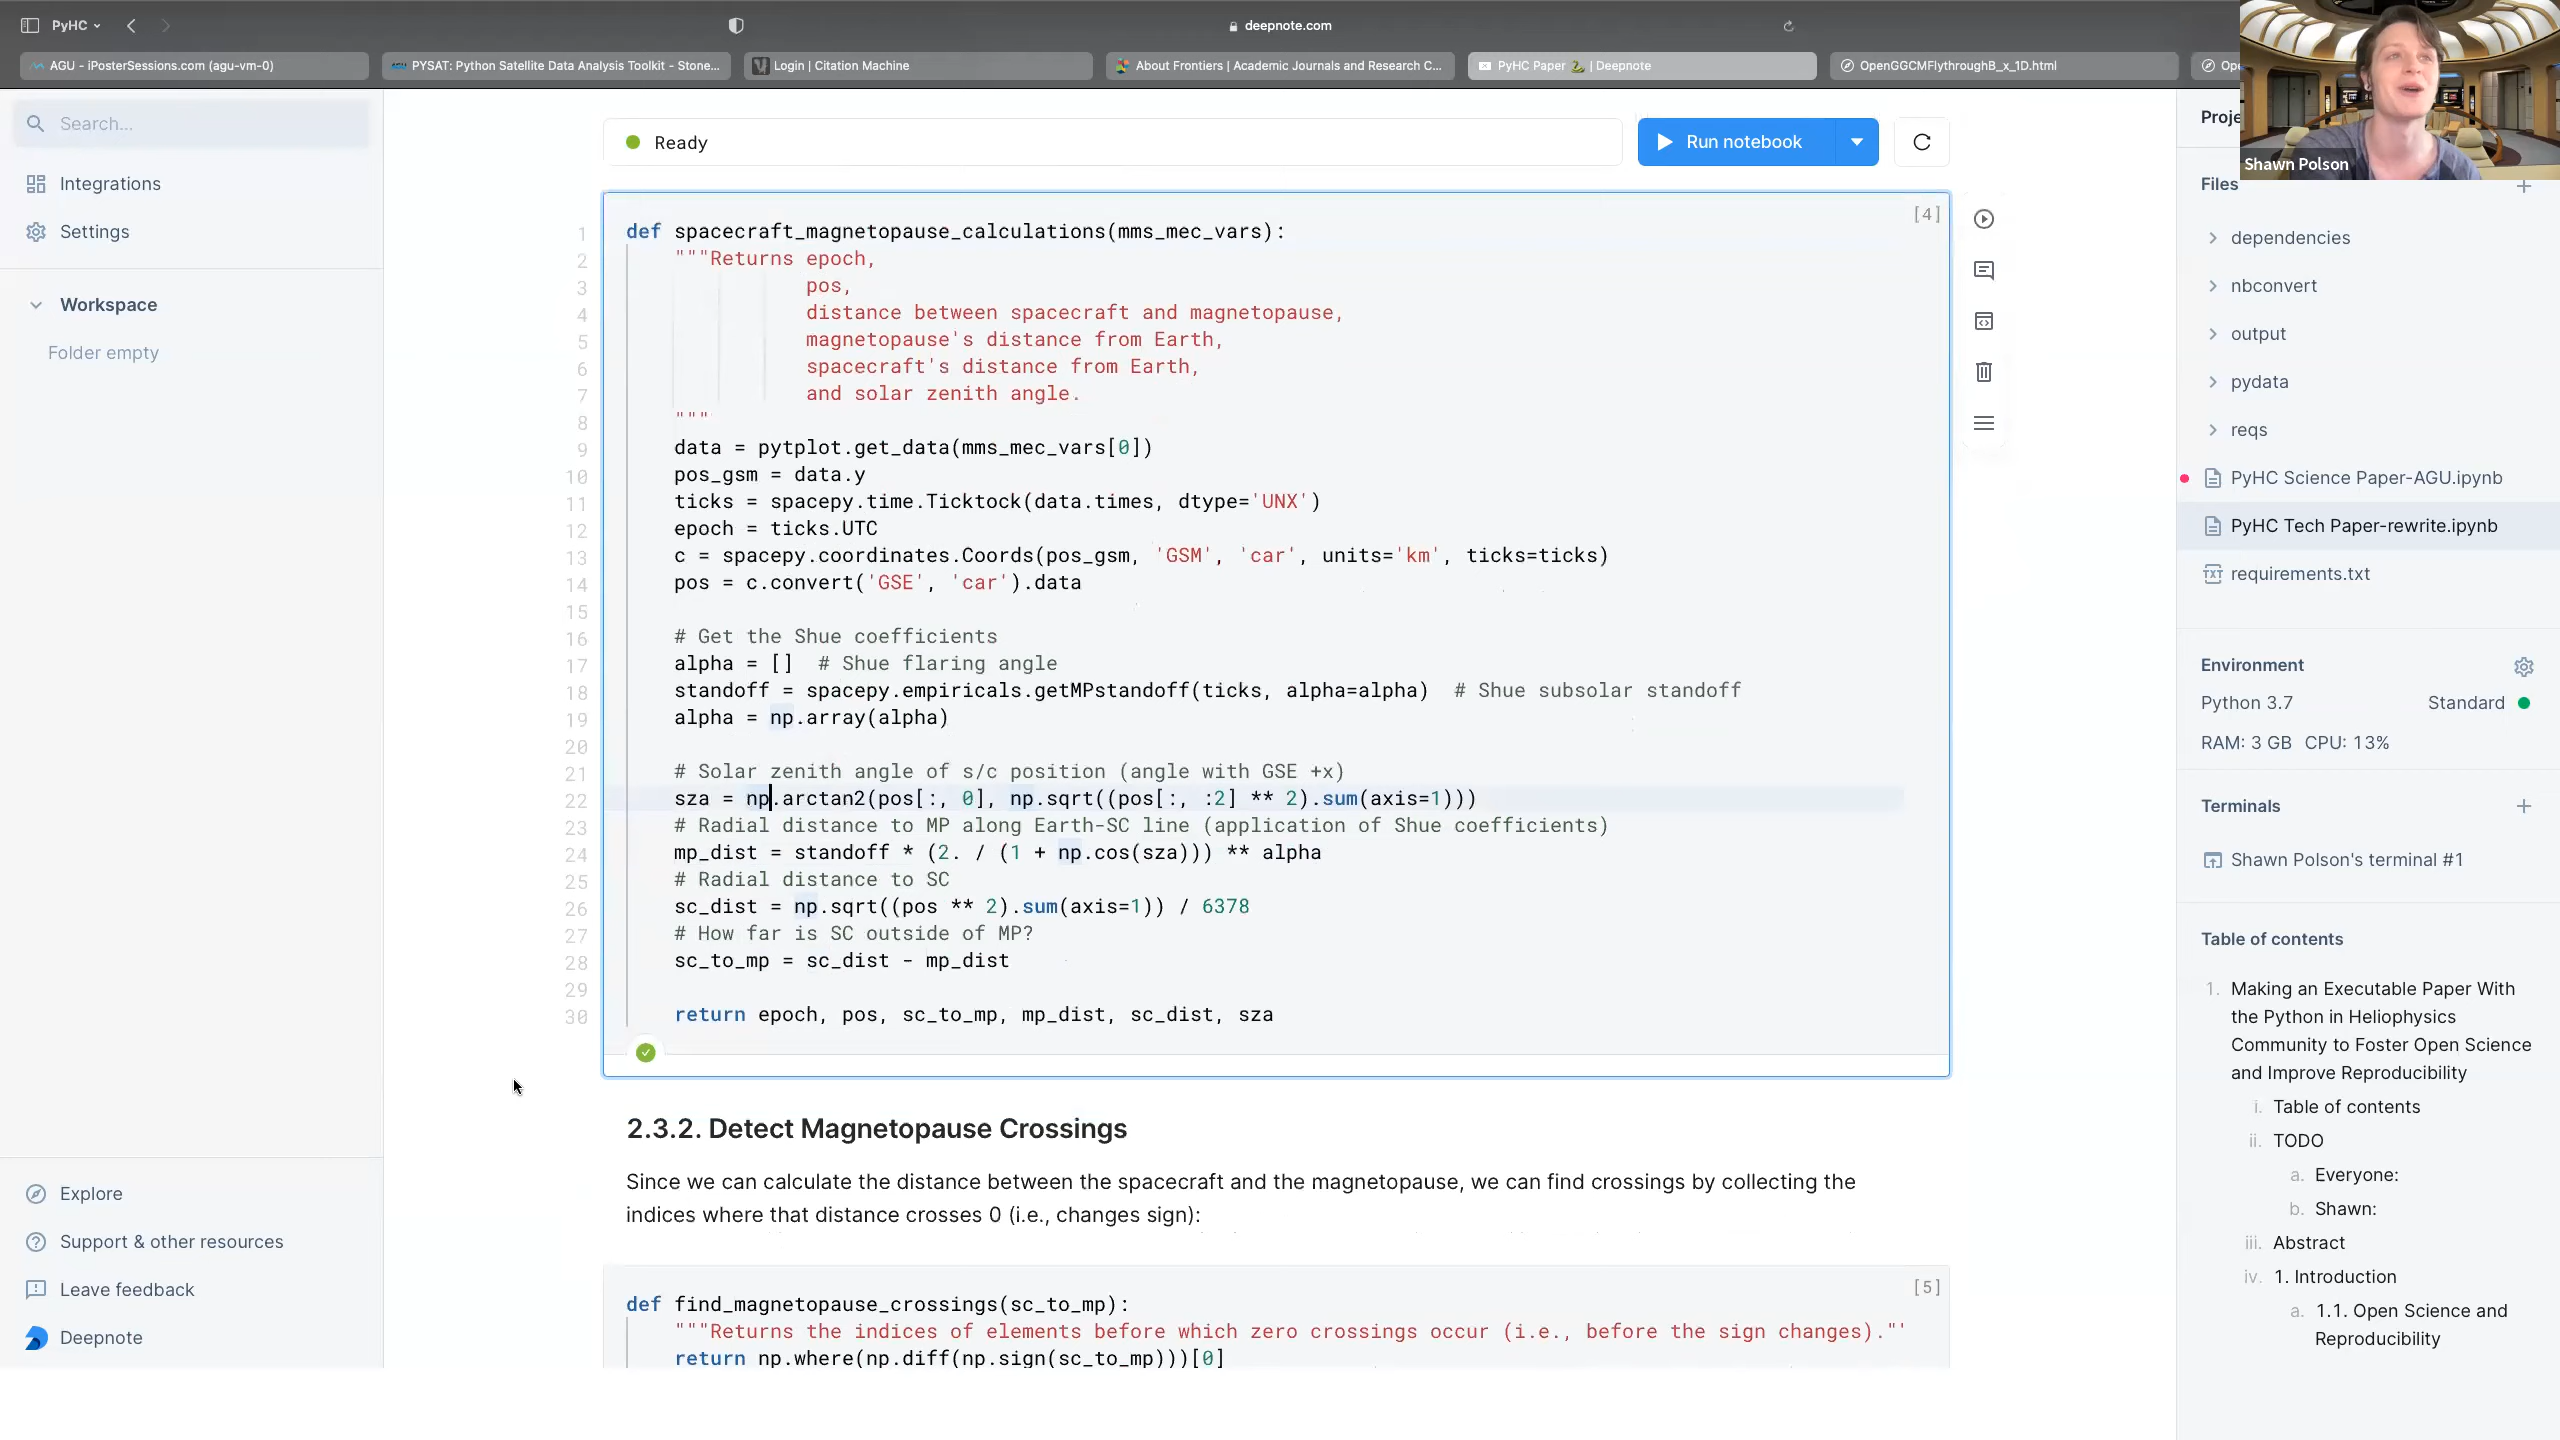 PyHC
deepnote.com
AGU - iPosterSessions.com (agu-vm-0)
PYSAT: Python Satellite Data Analysis Toolkit - Stone...
Login | Citation Machine
About Frontiers | Academic Journals and Research C...
PyHC Paper 🐍 | Deepnote
OpenGGCMFlythroughB_x_1D.html
Shawn Polson
Search...
Integrations
Settings
Workspace
Folder empty
Explore
Support & other resources
Leave feedback
Deepnote
Ready
Run notebook
[4]
1 def spacecraft_magnetopause_calculations(mms_mec_vars):
2 """Returns epoch,
3 pos,
4 distance between spacecraft and magnetopause,
5 magnetopause's distance from Earth,
6 spacecraft's distance from Earth,
7 and solar zenith angle.
8 """
9 data = pytplot.get_data(mms_mec_vars[0])
10 pos_gsm = data.y
11 ticks = spacepy.time.Ticktock(data.times, dtype='UNX')
12 epoch = ticks.UTC
13 c = spacepy.coordinates.Coords(pos_gsm, 'GSM', 'car', units='km', ticks=ticks)
14 pos = c.convert('GSE', 'car').data
15
16 # Get the Shue coefficients
17 alpha = []  # Shue flaring angle
18 standoff = spacepy.empiricals.getMPstandoff(ticks, alpha=alpha)  # Shue subsolar standoff
19 alpha = np.array(alpha)
20
21 # Solar zenith angle of s/c position (angle with GSE +x)
22 sza = np.arctan2(pos[:, 0], np.sqrt((pos[:, :2] ** 2).sum(axis=1)))
23 # Radial distance to MP along Earth-SC line (application of Shue coefficients)
24 mp_dist = standoff * (2. / (1 + np.cos(sza))) ** alpha
25 # Radial distance to SC
26 sc_dist = np.sqrt((pos ** 2).sum(axis=1)) / 6378
27 # How far is SC outside of MP?
28 sc_to_mp = sc_dist - mp_dist
29
30 return epoch, pos, sc_to_mp, mp_dist, sc_dist, sza
2.3.2. Detect Magnetopause Crossings
Since we can calculate the distance between the spacecraft and the magnetopause, we can find crossings by collecting the
indices where that distance crosses 0 (i.e., changes sign):
[5]
def find_magnetopause_crossings(sc_to_mp):
"""Returns the indices of elements before which zero crossings occur (i.e., before the sign changes)."'
return np.where(np.diff(np.sign(sc_to_mp)))[0]
Files
dependencies
nbconvert
output
pydata
reqs
PyHC Science Paper-AGU.ipynb
PyHC Tech Paper-rewrite.ipynb
requirements.txt
Environment
Python 3.7 Standard
RAM: 3 GB CPU: 13%
Terminals
Shawn Polson's terminal #1
Table of contents
1. Making an Executable Paper With
the Python in Heliophysics
Community to Foster Open Science
and Improve Reproducibility
i. Table of contents
ii. TODO
a. Everyone:
b. Shawn:
iii. Abstract
iv. 1. Introduction
a. 1.1. Open Science and
Reproducibility